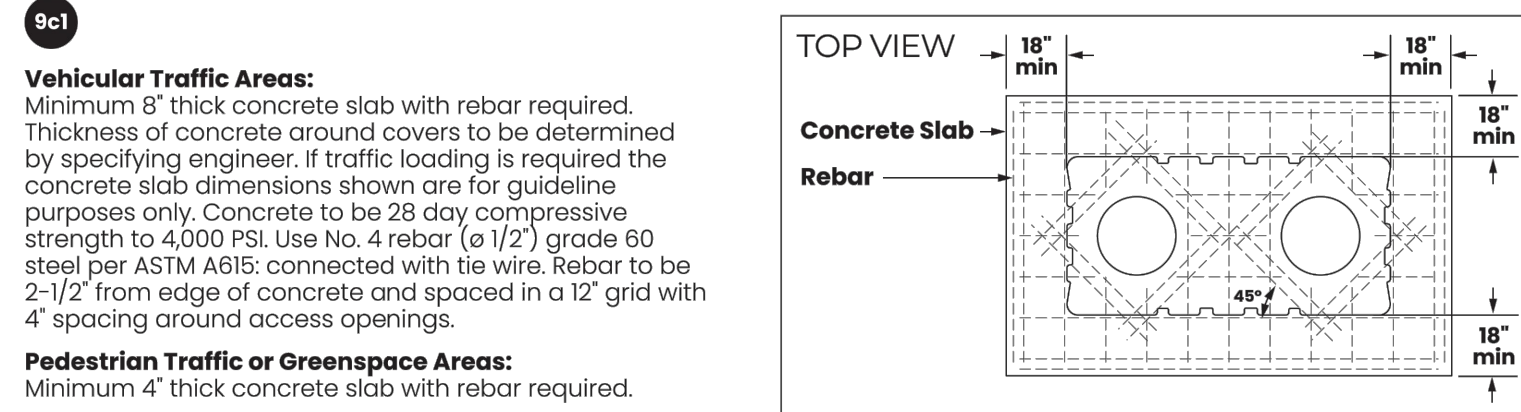 9c1
Vehicular Traffic Areas:
Minimum 8" thick concrete slab with rebar required.
Thickness of concrete around covers to be determined
by specifying engineer. If traffic loading is required the
concrete slab dimensions shown are for guideline
purposes only. Concrete to be 28 day compressive
strength to 4,000 PSI. Use No. 4 rebar (ø 1/2") grade 60
steel per ASTM A615: connected with tie wire. Rebar to be
2-1/2" from edge of concrete and spaced in a 12" grid with
4" spacing around access openings.
Pedestrian Traffic or Greenspace Areas:
Minimum 4" thick concrete slab with rebar required.
TOP VIEW
18"
min
18"
min
18"
min
Concrete Slab
Rebar
45°
18"
min